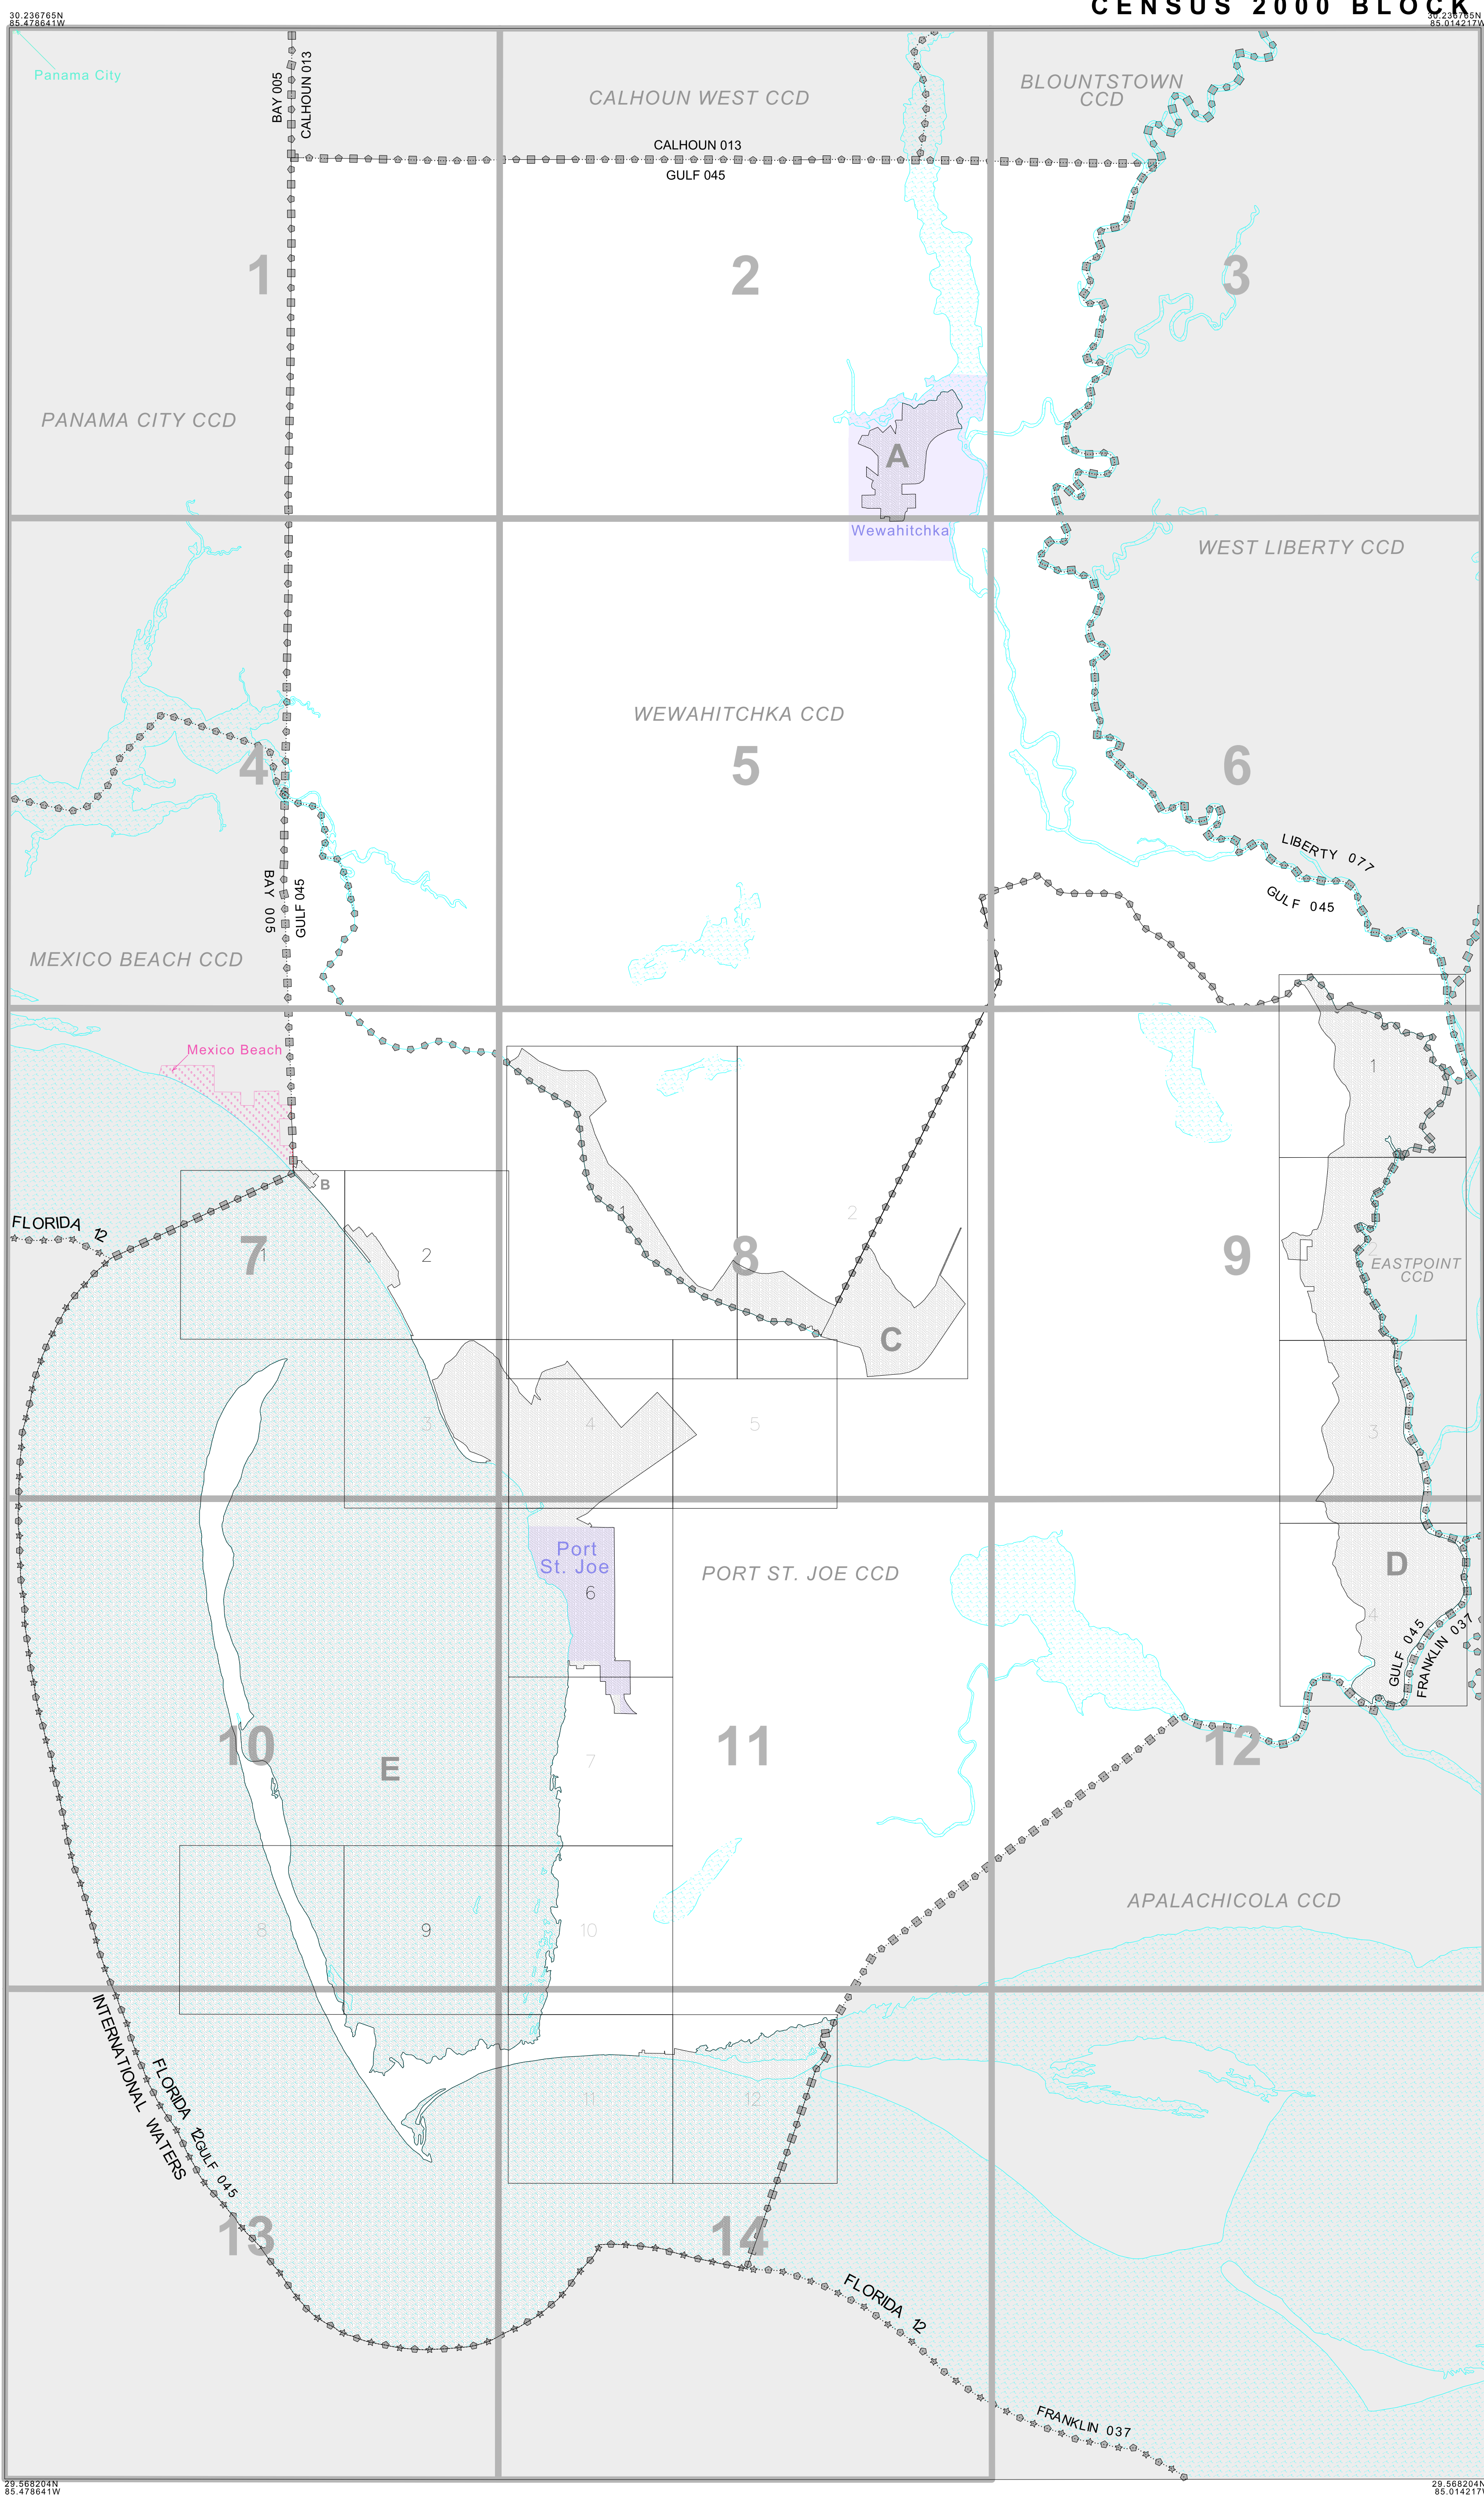 CENSUS 2000 BLOCK
30.236765N
85.478641W
30.236765N
85.014217W
Panama City
BAY 005
CALHOUN 013
CALHOUN WEST CCD
BLOUNTSTOWN
CCD
CALHOUN 013
GULF 045
1
2
3
PANAMA CITY CCD
A
Wewahitchka
WEST LIBERTY CCD
WEWAHITCHKA CCD
4
5
6
LIBERTY 077
GULF 045
BAY 005
GULF 045
MEXICO BEACH CCD
Mexico Beach
1
B
FLORIDA 12
7
1
2
1
8
2
9
2
EASTPOINT
CCD
C
3
4
5
3
Port
St. Joe
6
PORT ST. JOE CCD
D
4
GULF 045
FRANKLIN 037
10
E
7
11
12
APALACHICOLA CCD
8
9
10
INTERNATIONAL WATERS
FLORIDA 12
GULF 045
11
12
13
14
FLORIDA 12
FRANKLIN 037
29.568204N
85.478641W
29.568204N
85.014217W